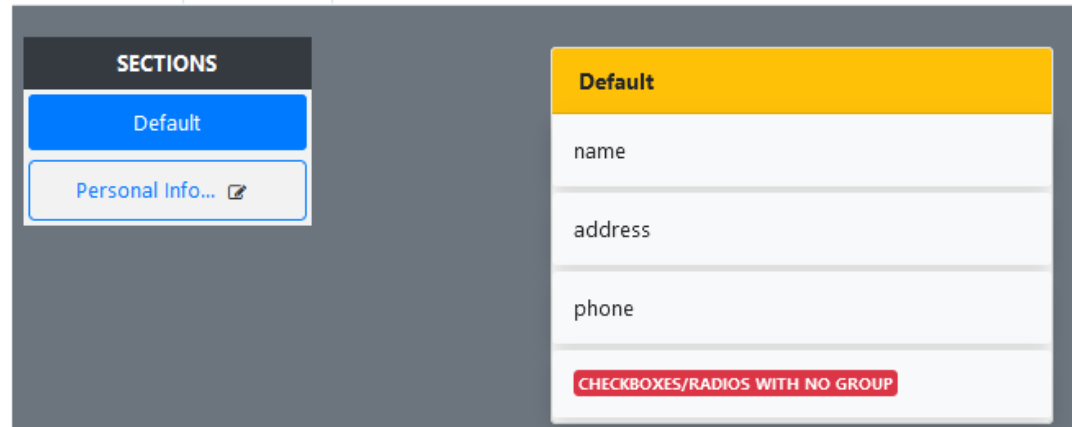 SECTIONS
Default
Personal Info...
Default
name
address
phone
CHECKBOXES/RADIOS WITH NO GROUP